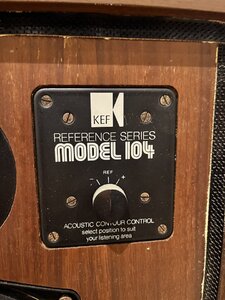 KEF
REFERENCE SERIES
MODEL 104
REF
- +
ACOUSTIC CONTOUR CONTROL
select position to suit
your listening area